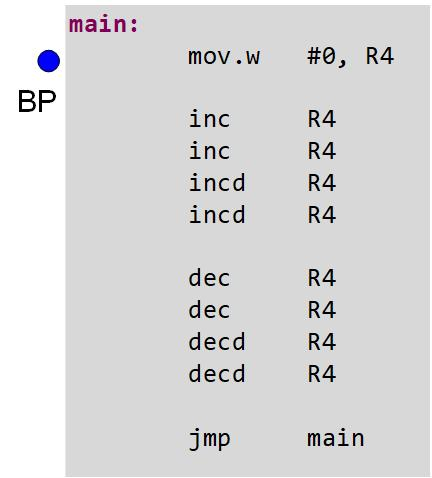 main:
mov.w #0, R4
BP
inc R4
inc R4
incd R4
incd R4
dec R4
dec R4
decd R4
decd R4
jmp main